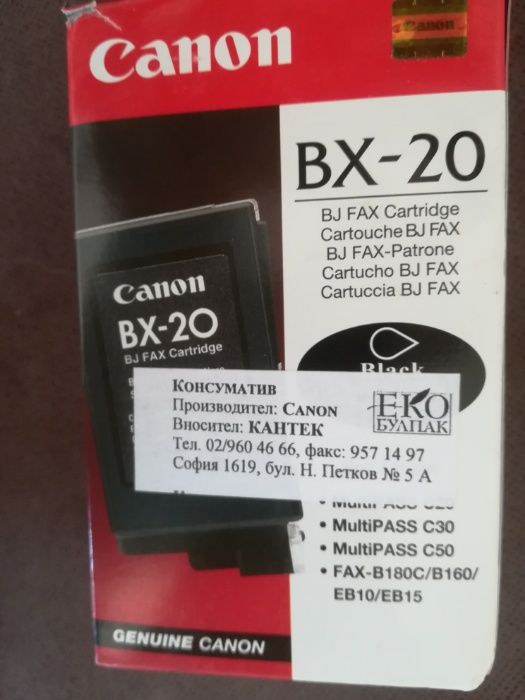 Canon
Canon
BX-20
BJ FAX Cartridge
Cartouche BJ FAX
BJ FAX-Patrone
Cartucho BJ FAX
Cartuccia BJ FAX
Canon
BX-20
BJ FAX Cartridge
Black
КОНСУМАТИВ
Производител: CANON
Вносител: КАНТЕК
Тел. 02/960 46 66, факс: 957 14 97
София 1619, бул. Н. Петков № 5 А
ЕКО
БУЛПАК
• MultiPASS C30
• MultiPASS C50
• FAX-B180C/B160/
EB10/EB15
GENUINE CANON